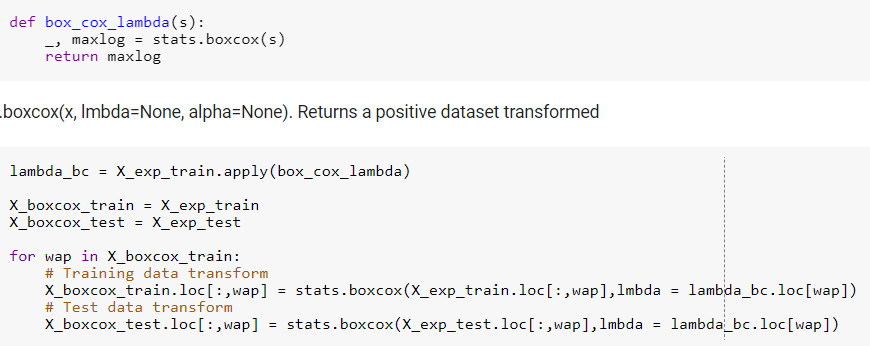 def box_cox_lambda(s):
    _, maxlog = stats.boxcox(s)
    return maxlog
.boxcox(x, lmbda=None, alpha=None). Returns a positive dataset transformed
lambda_bc = X_exp_train.apply(box_cox_lambda)
X_boxcox_train = X_exp_train
X_boxcox_test = X_exp_test
for wap in X_boxcox_train:
    # Training data transform
    X_boxcox_train.loc[:,wap] = stats.boxcox(X_exp_train.loc[:,wap],lmbda = lambda_bc.loc[wap])
    # Test data transform
    X_boxcox_test.loc[:,wap] = stats.boxcox(X_exp_test.loc[:,wap],lmbda = lambda_bc.loc[wap])